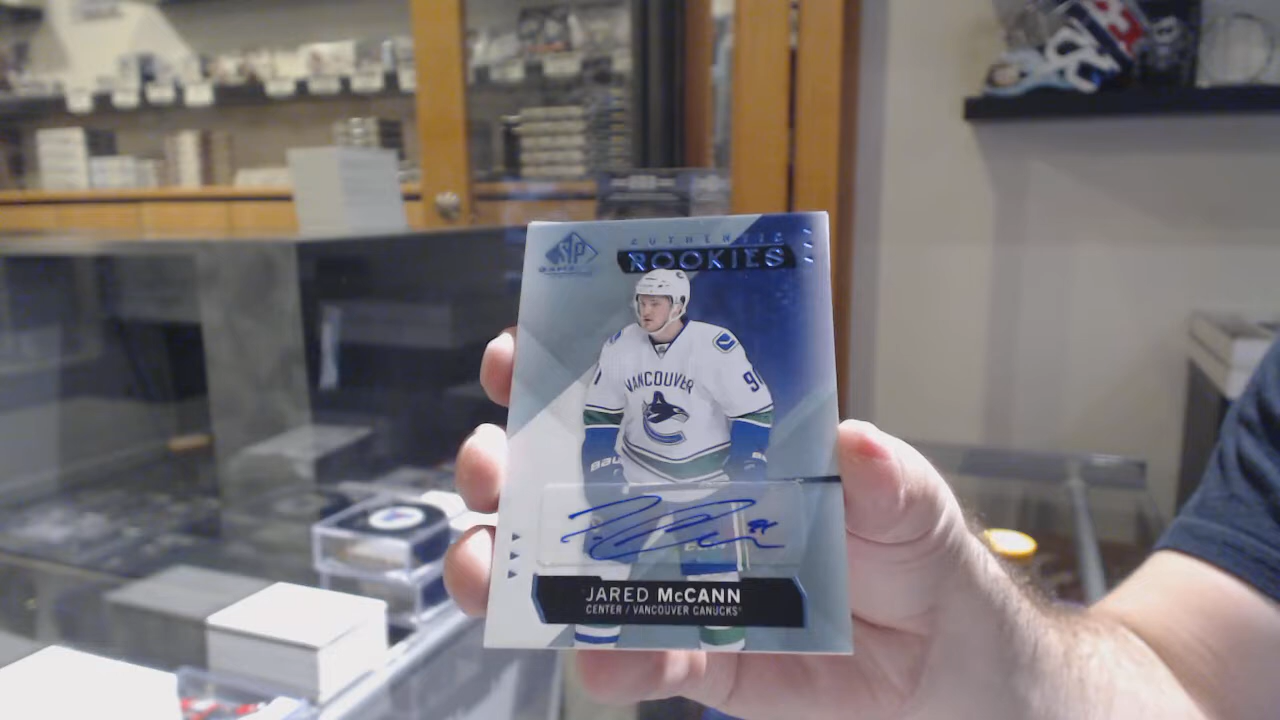 SP
AUTHENTIC
ROOKIES
VANCOUVER
JARED McCANN
CENTER / VANCOUVER CANUCKS